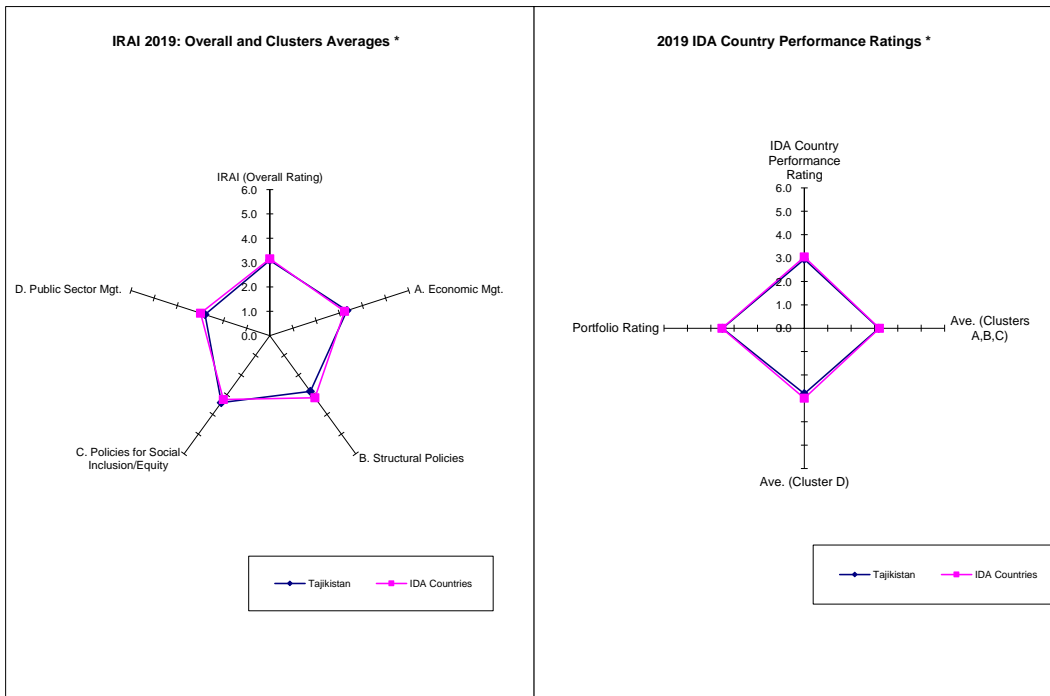 IRAI 2019: Overall and Clusters Averages *
IRAI (Overall Rating)
6.0
5.0
4.0
3.0
2.0
1.0
0.0
A. Economic Mgt.
B. Structural Policies
C. Policies for Social
Inclusion/Equity
D. Public Sector Mgt.
Tajikistan
IDA Countries
2019 IDA Country Performance Ratings *
IDA Country
Performance
Rating
6.0
5.0
4.0
3.0
2.0
1.0
0.0
Ave. (Clusters
A,B,C)
Ave. (Cluster D)
Portfolio Rating
Tajikistan
IDA Countries